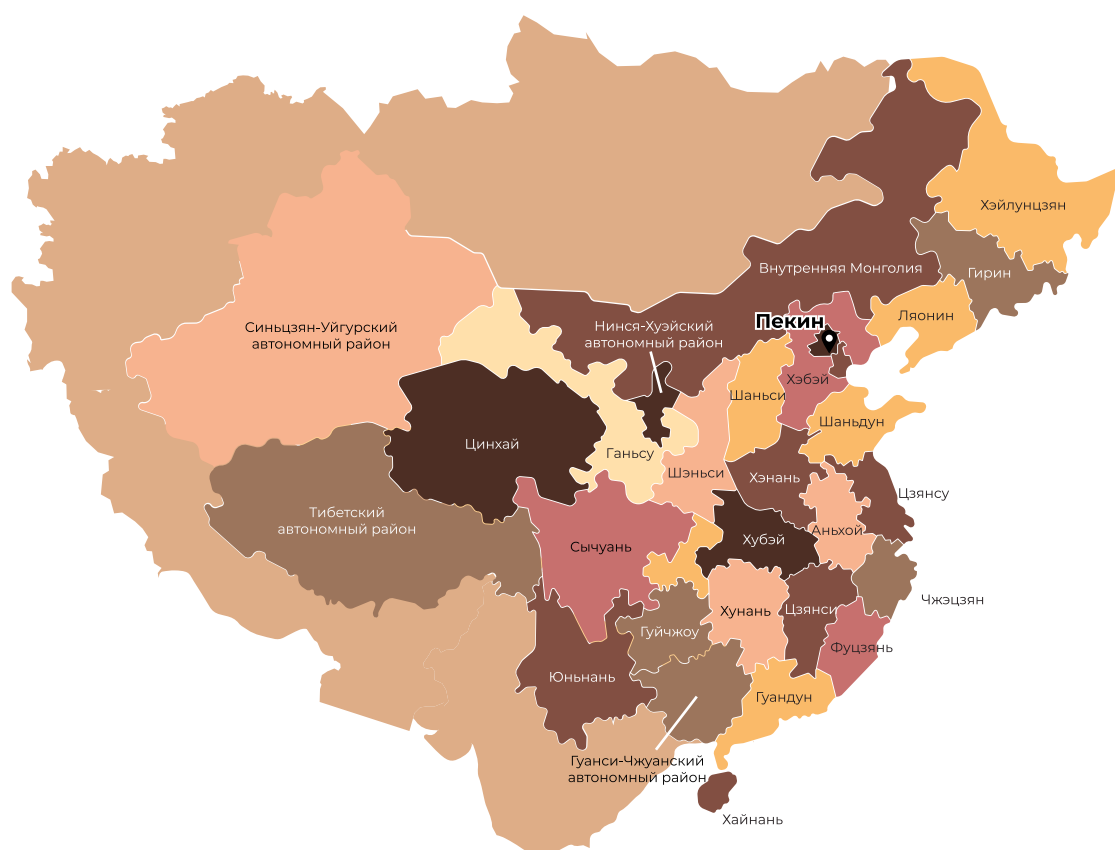 Хэйлунцзян
Внутренняя Монголия
Гирин
Ляонин
Пекин
Синьцзян-Уйгурский
автономный район
Нинся-Хуэйский
автономный район
Хэбэй
Шаньси
Шаньдун
Цинхай
Ганьсу
Шэньси
Хэнань
Цзянсу
Тибетский
автономный район
Аньхой
Сычуань
Хубэй
Чжэцзян
Хунань
Цзянси
Гуйчжоу
Фуцзянь
Юньнань
Гуандун
Гуанси-Чжуанский
автономный район
Хайнань